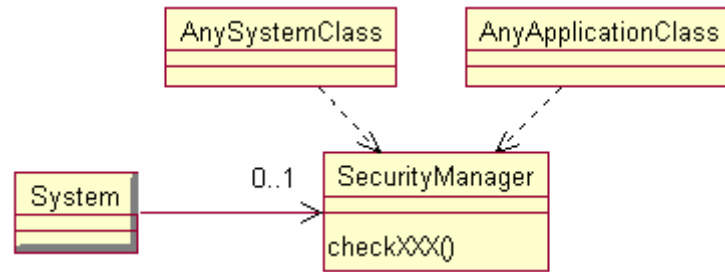 AnySystemClass
AnyApplicationClass
System
0..1
SecurityManager
checkXXX()